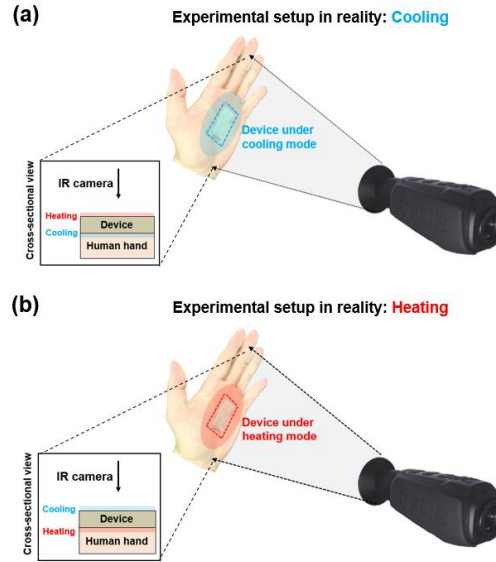 (a)
Experimental setup in reality: Cooling
Device under
cooling mode
Cross-sectional view
IR camera
Heating
Device
Cooling
Human hand
(b)
Experimental setup in reality: Heating
Device under
heating mode
Cross-sectional view
IR camera
Cooling
Device
Heating
Human hand